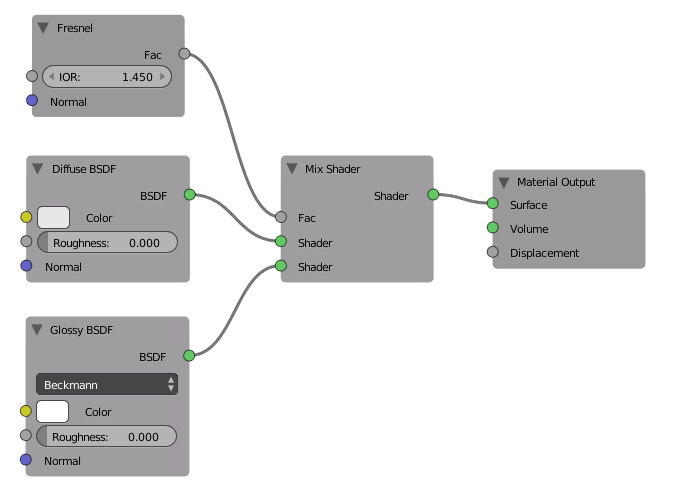 Fresnel
Fac
IOR: 1.450
Normal
Diffuse BSDF
BSDF
Color
Roughness: 0.000
Normal
Glossy BSDF
BSDF
Beckmann
Color
Roughness: 0.000
Normal
Mix Shader
Shader
Fac
Shader
Shader
Material Output
Surface
Volume
Displacement